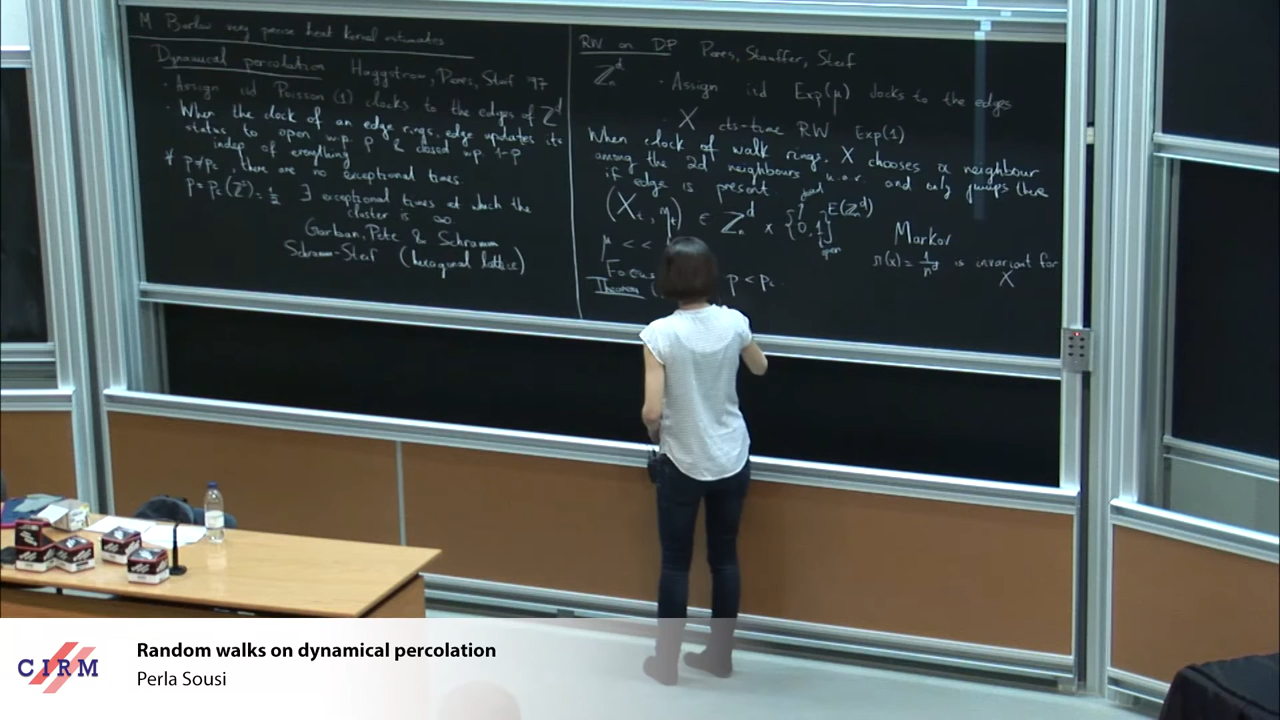 M Barlow very precise heat kernel estimates
Dynamical percolation Haggstrom, Peres, Steif '97
· Assign iid Poisson (1) clocks to the edges of ℤ^d
· When the clock of an edge rings, edge updates its
status to open w.p. p & closed w.p. 1-p
indep of everything
∀ p≠p_c, there are no exceptional times.
p = p_c(ℤ²) = 1/2 ∃ exceptional times at which the
cluster is ∞
Garban, Pete & Schramm
Schramm-Steif (hexagonal lattice)
RW on DP Peres, Stauffer, Steif
ℤ_n^d · Assign iid Exp(μ) clocks to the edges
X cts-time RW Exp(1)
When clock of walk rings, X chooses a neighbour
among the 2d neighbours u.a.r. and only jumps there
if edge is present
(X_t, η_t) ∈ ℤ_n^d × {0,1}^E(ℤ_n^d) Markov
open
μ <<
π(x) = 1/n^d is invariant for
X
Focus
Theorem ( p < p_c
CIRM
Random walks on dynamical percolation
Perla Sousi